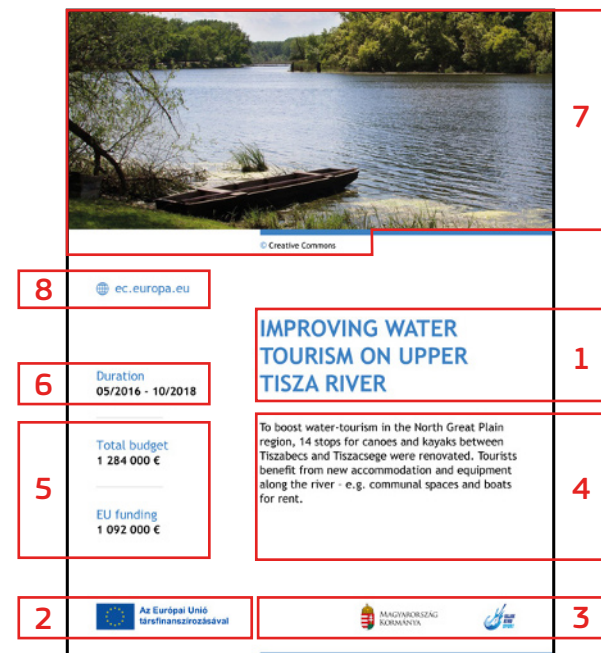 7
© Creative Commons
8
ec.europa.eu
IMPROVING WATER
TOURISM ON UPPER
TISZA RIVER
1
6
Duration
05/2016 - 10/2018
To boost water-tourism in the North Great Plain
region, 14 stops for canoes and kayaks between
Tiszabecs and Tiszacsege were renovated. Tourists
benefit from new accommodation and equipment
along the river - e.g. communal spaces and boats
for rent.
4
5
Total budget
1 284 000 €
EU funding
1 092 000 €
2
Az Európai Unió
társfinanszírozásával
MAGYARORSZÁG
KORMÁNYA
3